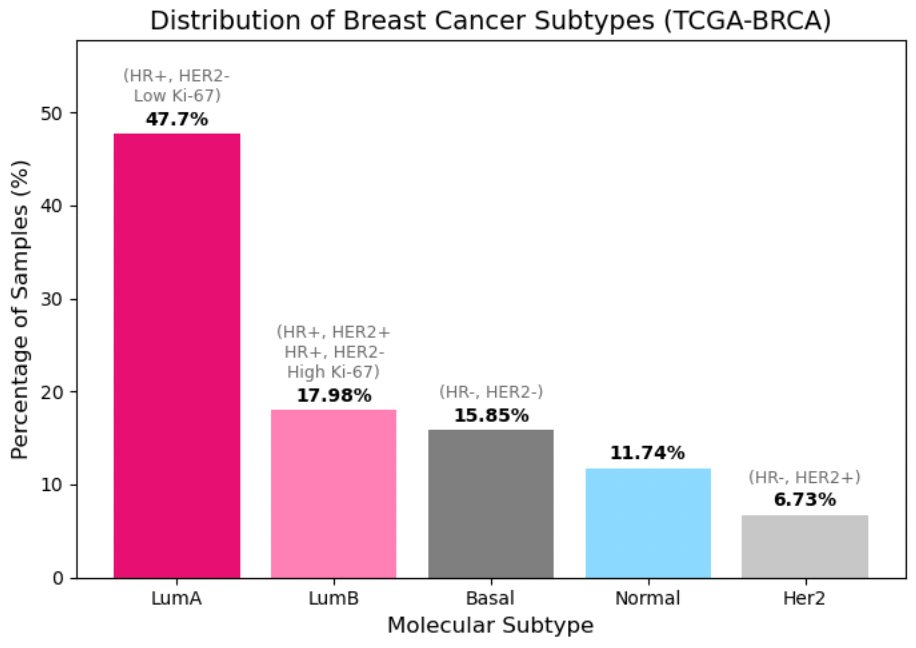 Distribution of Breast Cancer Subtypes (TCGA-BRCA)
Percentage of Samples (%)
50
40
30
20
10
0
(HR+, HER2-
Low Ki-67)
47.7%
(HR+, HER2+
HR+, HER2-
High Ki-67)
17.98%
(HR-, HER2-)
15.85%
11.74%
(HR-, HER2+)
6.73%
LumA
LumB
Basal
Normal
Her2
Molecular Subtype